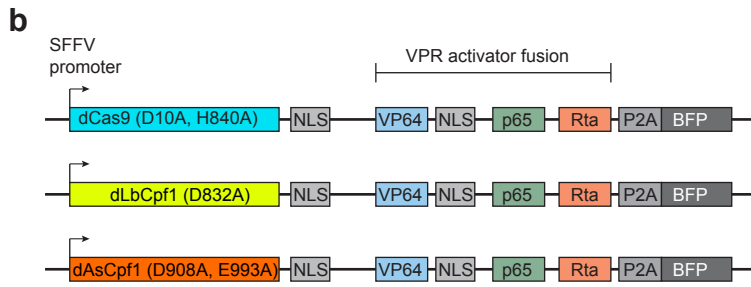 b
SFFV
promoter
VPR activator fusion
dCas9 (D10A, H840A) NLS VP64 NLS p65 Rta P2A BFP
dLbCpf1 (D832A) NLS VP64 NLS p65 Rta P2A BFP
dAsCpf1 (D908A, E993A) NLS VP64 NLS p65 Rta P2A BFP